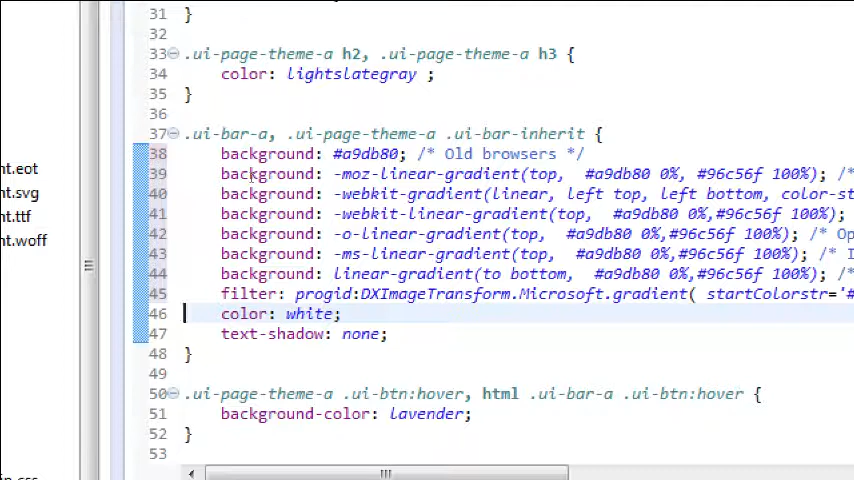 31 }
32
33 .ui-page-theme-a h2, .ui-page-theme-a h3 {
34 color: lightslategray ;
35 }
36
37 .ui-bar-a, .ui-page-theme-a .ui-bar-inherit {
38 background: #a9db80; /* Old browsers */
39 background: -moz-linear-gradient(top, #a9db80 0%, #96c56f 100%); /*
40 background: -webkit-gradient(linear, left top, left bottom, color-st
41 background: -webkit-linear-gradient(top, #a9db80 0%,#96c56f 100%);
42 background: -o-linear-gradient(top, #a9db80 0%,#96c56f 100%); /* Op
43 background: -ms-linear-gradient(top, #a9db80 0%,#96c56f 100%); /* I
44 background: linear-gradient(to bottom, #a9db80 0%,#96c56f 100%); /*
45 filter: progid:DXImageTransform.Microsoft.gradient( startColorstr='#
46 color: white;
47 text-shadow: none;
48 }
49
50 .ui-page-theme-a .ui-btn:hover, html .ui-bar-a .ui-btn:hover {
51 background-color: lavender;
52 }
53
nt.eot
nt.svg
nt.ttf
nt.woff